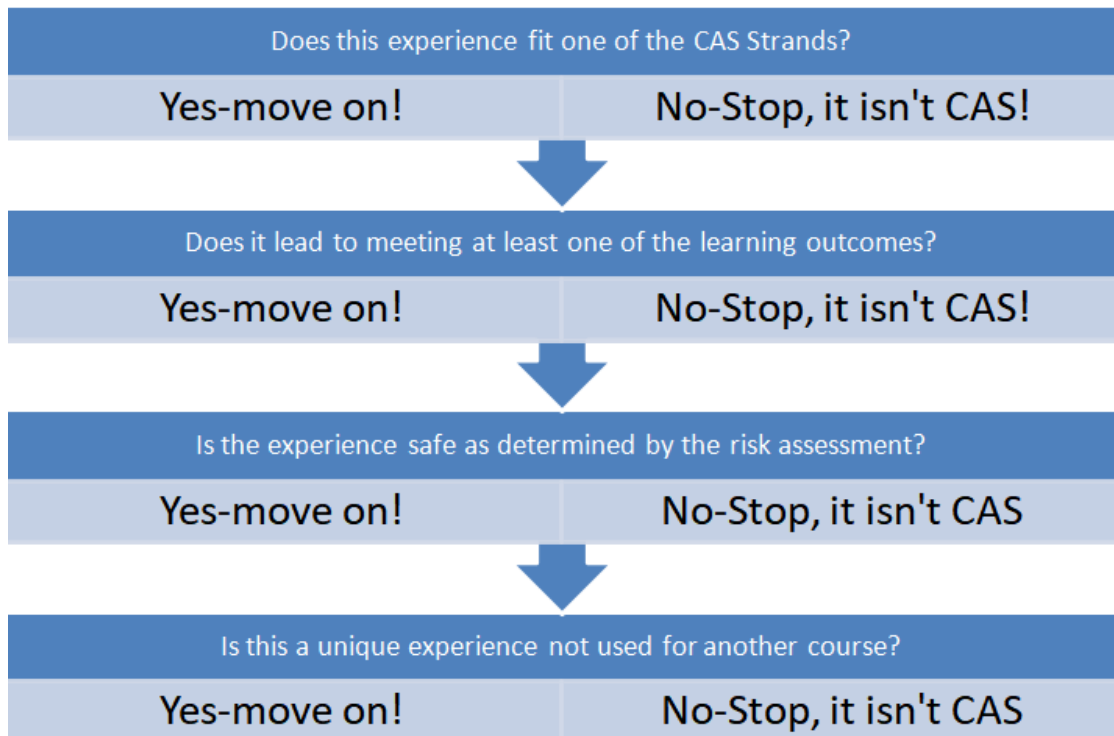 Does this experience fit one of the CAS Strands?
Yes-move on!
No-Stop, it isn't CAS!
Does it lead to meeting at least one of the learning outcomes?
Yes-move on!
No-Stop, it isn't CAS!
Is the experience safe as determined by the risk assessment?
Yes-move on!
No-Stop, it isn't CAS
Is this a unique experience not used for another course?
Yes-move on!
No-Stop, it isn't CAS